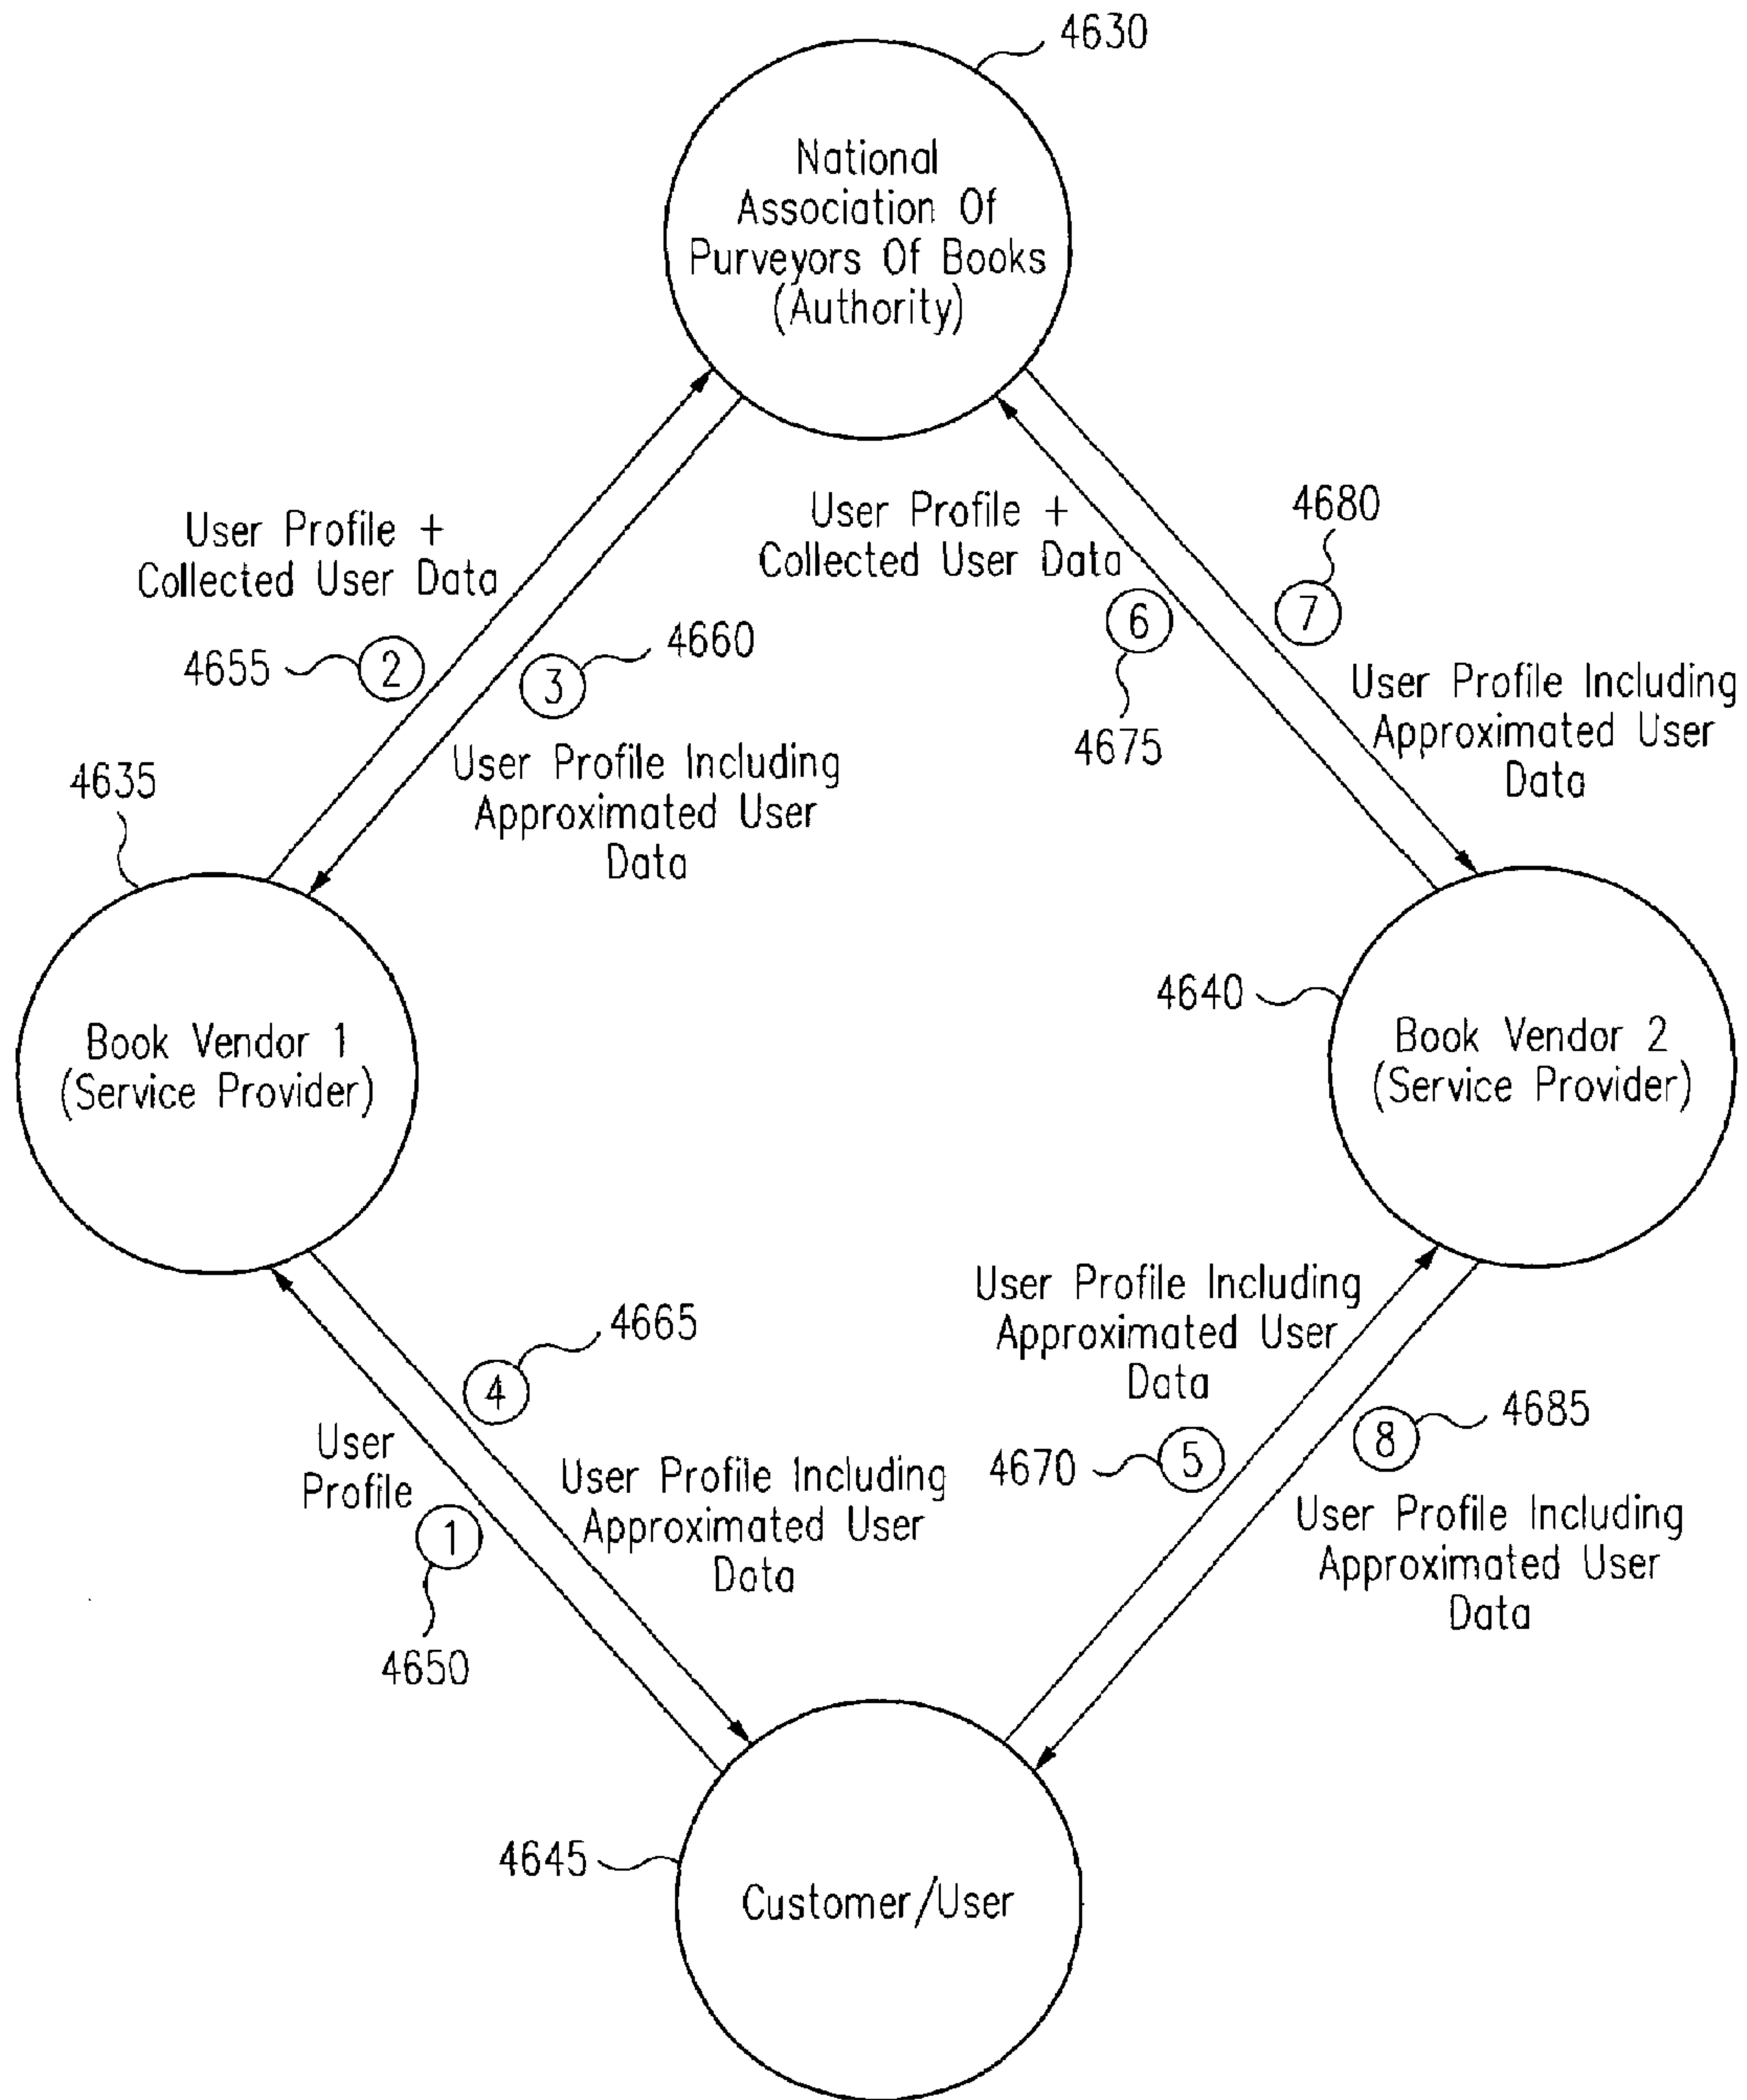 4630
National
Association Of
Purveyors Of Books
(Authority)
User Profile +
Collected User Data
4655
2
3
4660
User Profile Including
Approximated User
Data
User Profile +
Collected User Data
6
4675
4680
7
User Profile Including
Approximated User
Data
4635
Book Vendor 1
(Service Provider)
4640
Book Vendor 2
(Service Provider)
4665
4
User
Profile
1
4650
User Profile Including
Approximated User
Data
User Profile Including
Approximated User
Data
4670
5
8
4685
User Profile Including
Approximated User
Data
4645
Customer/User